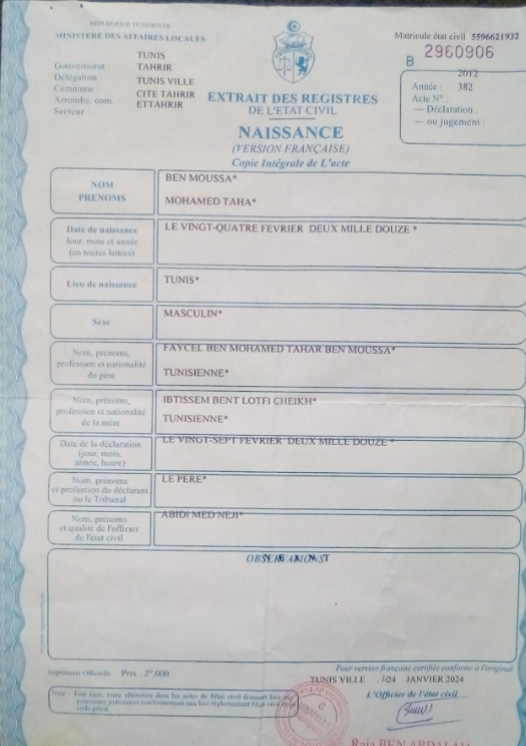 REPUBLIQUE TUNISIENNE
MINISTERE DES AFFAIRES LOCALES
Matricule état civil 5596621932
B 2960906
Gouvernorat : TUNIS
Délégation : TAHRIR
Commune : TUNIS VILLE
Arrondis. com. : CITE TAHRIR
Secteur : ETTAHRIR
2012
Année : 382
Acte N° :
— Déclaration :
— ou jugement :
EXTRAIT DES REGISTRES
DE L'ETAT CIVIL
NAISSANCE
(VERSION FRANÇAISE)
Copie Intégrale de L'acte
NOM
PRENOMS
BEN MOUSSA*
MOHAMED TAHA*
Date de naissance
Jour, mois et année
(en toutes lettres)
LE VINGT-QUATRE FEVRIER DEUX MILLE DOUZE *
Lieu de naissance
TUNIS*
Sexe
MASCULIN*
Nom, prénoms,
profession et nationalité
du père
FAYCEL BEN MOHAMED TAHAR BEN MOUSSA*
TUNISIENNE*
Nom, prénoms,
profession et nationalité
de la mère
IBTISSEM BENT LOTFI CHEIKH*
TUNISIENNE*
Date de la déclaration
(jour, mois,
année, heure)
LE VINGT-SEPT FEVRIER DEUX MILLE DOUZE *
Nom, prénoms
et profession du déclarant
ou le Tribunal
LE PERE*
Nom, prénoms
et qualité de l'officier
de l'état civil
ABIDI MED NEJI*
Imprimerie Officielle Prix :
Pour version française certifiée conforme à l'original
TUNIS VILLE JANVIER 2024
L'Officier de l'état civil